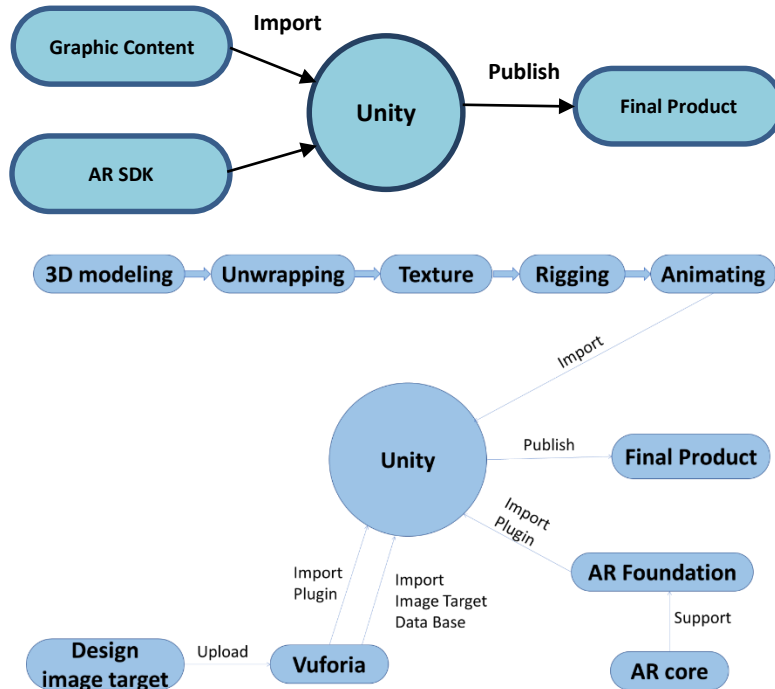 Import
Graphic Content
Publish
Unity
Final Product
AR SDK
3D modeling
Unwrapping
Texture
Rigging
Animating
Import
Unity
Publish
Final Product
Import
Plugin
AR Foundation
Import
Plugin
Import
Image Target
Data Base
Support
Design
image target
Upload
Vuforia
AR core